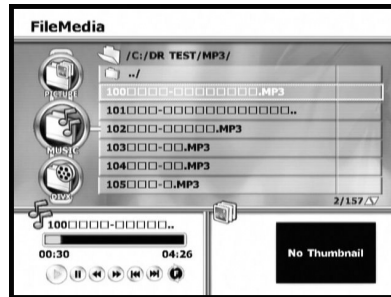 FileMedia
/C:/DR TEST/MP3/
../
PICTURE
100□□□□-□□□□□□□□.MP3
101□□□-□□□□□□□□□□□□..
MUSIC
102□□□-□□□□□.MP3
103□□□-□□.MP3
104□□□-□□.MP3
DIVX
105□□□-□.MP3
2/157
100□□□□-□□□□□..
00:30
04:26
No Thumbnail